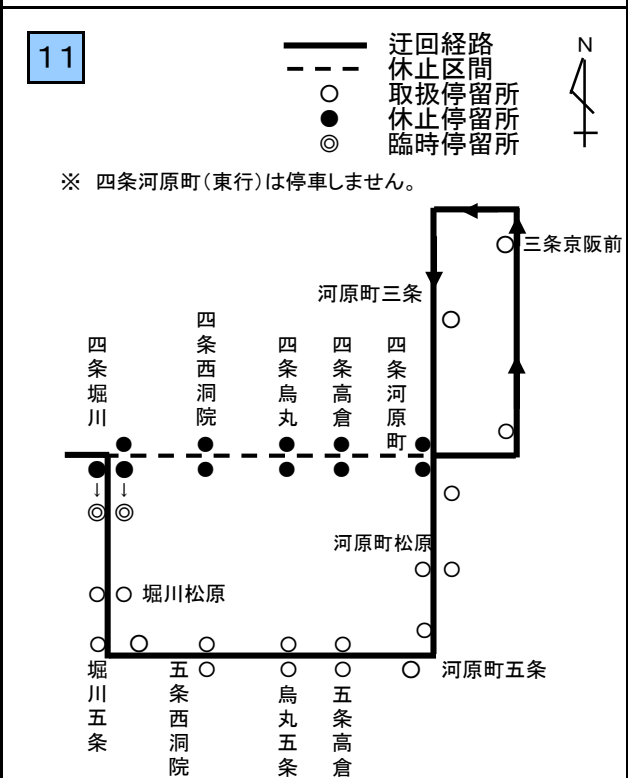 11
迂回経路
休止区間
取扱停留所
休止停留所
臨時停留所
N
※ 四条河原町(東行)は停車しません。
三条京阪前
河原町三条
四条堀川
四条西洞院
四条烏丸
四条高倉
四条河原町
↓ ↓
河原町松原
堀川松原
堀川五条
五条西洞院
烏丸五条
五条高倉
河原町五条